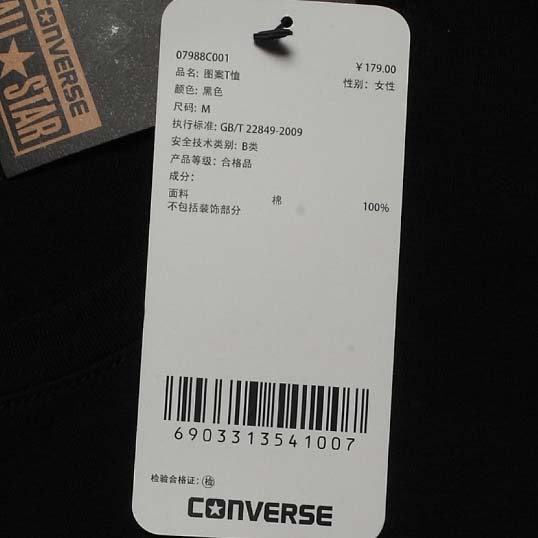 CONVERSE
ALL★STAR
07988C001 ￥179.00
品名: 图案T恤 性别: 女性
颜色: 黑色
尺码: M
执行标准: GB/T 22849-2009
安全技术类别: B类
产品等级: 合格品
成分:
面料 棉 100%
不包括装饰部分
6903313541007
检验合格证: 检
CONVERSE